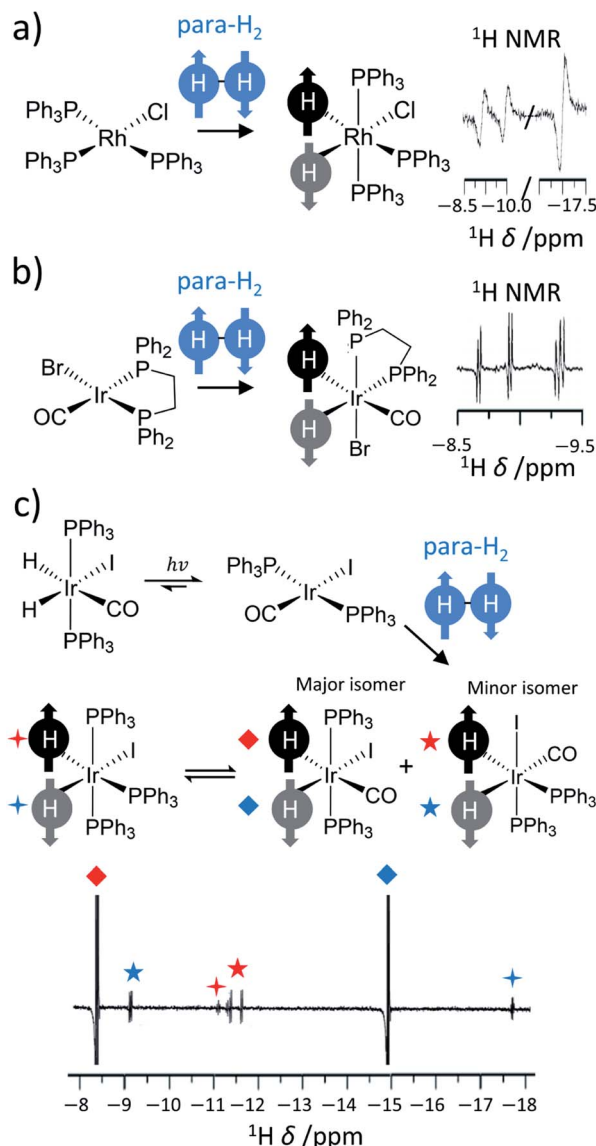 a)
para-H₂
H H
¹H NMR
Ph₃P Cl
Rh
Ph₃P PPh₃
PPh₃
H Cl
Rh
H PPh₃
PPh₃
−8.5 −10.0 −17.5
¹H δ /ppm
b)
para-H₂
H H
¹H NMR
Br Ph₂
P
Ir
OC P
Ph₂
Ph₂
P
H P
Ph₂
Ir
H CO
Br
−8.5 −9.5
¹H δ /ppm
c)
PPh₃
H I
Ir
H CO
PPh₃
hν
Ph₃P I
Ir
OC PPh₃
para-H₂
H H
Major isomer Minor isomer
PPh₃
H I
Ir
H PPh₃
PPh₃
PPh₃
H I
Ir
H CO
PPh₃
+
I
H CO
Ir
H PPh₃
PPh₃
−8 −9 −10 −11 −12 −13 −14 −15 −16 −17 −18
¹H δ /ppm